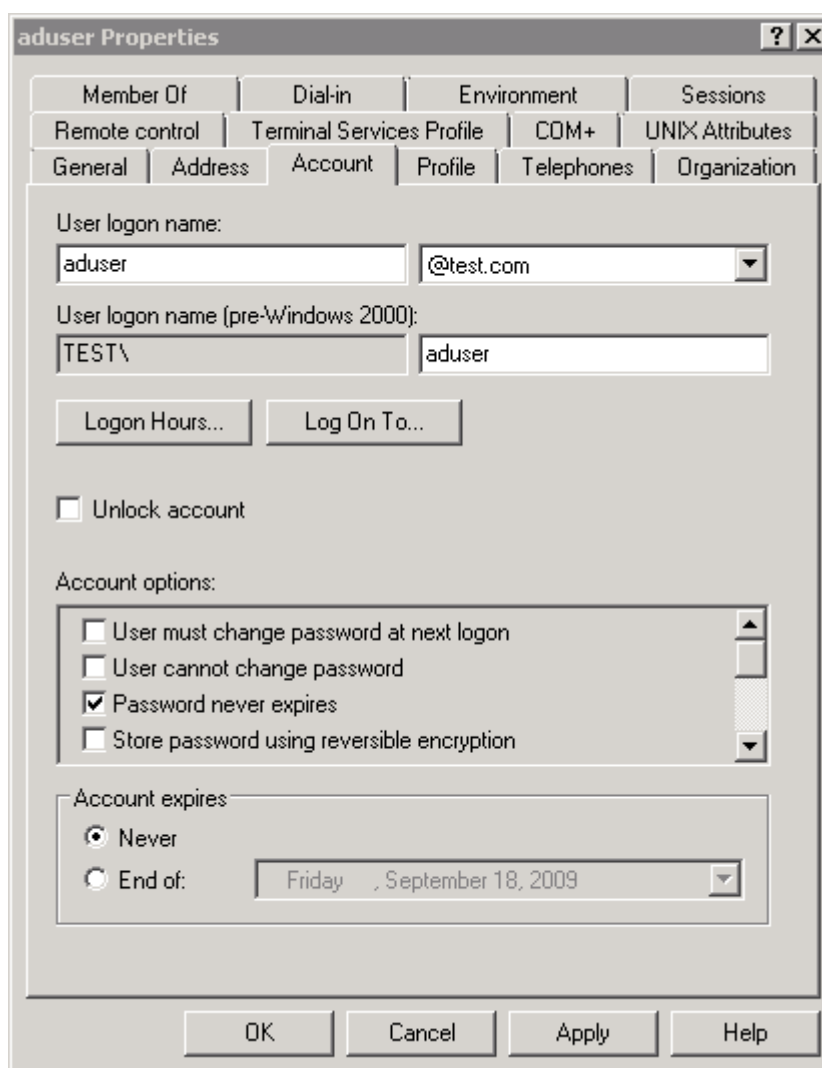 aduser Properties
Member Of Dial-in Environment Sessions
Remote control Terminal Services Profile COM+ UNIX Attributes
General Address Account Profile Telephones Organization
User logon name:
aduser @test.com
User logon name (pre-Windows 2000):
TEST\ aduser
Logon Hours... Log On To...
Unlock account
Account options:
User must change password at next logon
User cannot change password
Password never expires
Store password using reversible encryption
Account expires
Never
End of: Friday , September 18, 2009
OK Cancel Apply Help